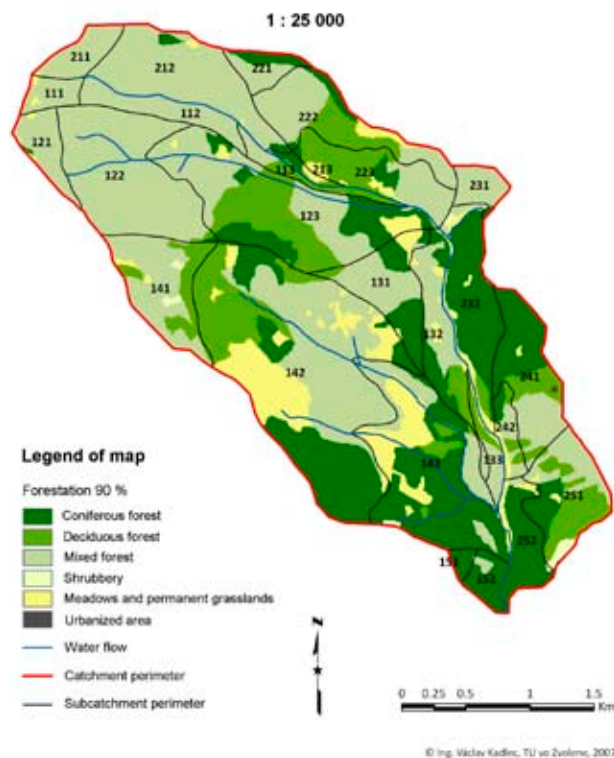 1 : 25 000
211
212
221
111
112
222
121
122
113
213
223
231
123
141
131
232
132
142
241
242
133
143
251
252
151
152
Legend of map
Forestation 90 %
Coniferous forest
Deciduous forest
Mixed forest
Shrubbery
Meadows and permanent grasslands
Urbanized area
Water flow
Catchment perimeter
Subcatchment perimeter
N
0 0.25 0.5 1 1.5
Km
© Ing. Václav Kadlec, TU vo Zvolene, 2007